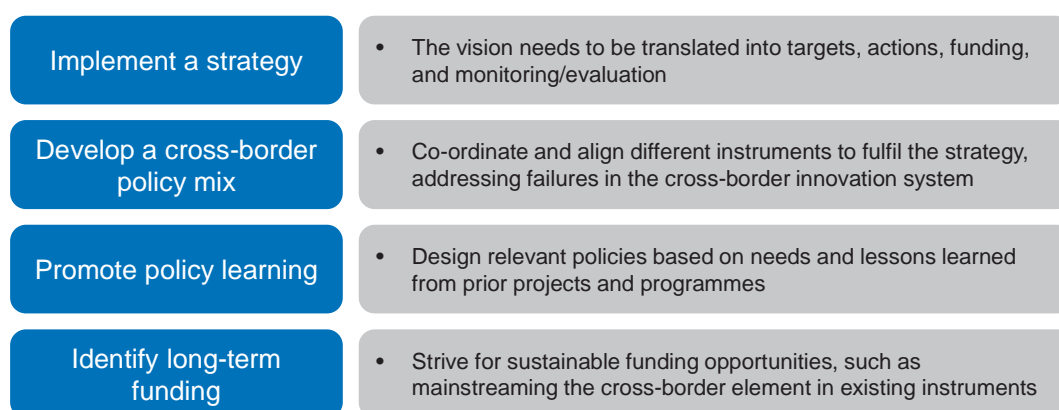 Implement a strategy
• The vision needs to be translated into targets, actions, funding,
and monitoring/evaluation
Develop a cross-border
policy mix
• Co-ordinate and align different instruments to fulfil the strategy,
addressing failures in the cross-border innovation system
Promote policy learning
• Design relevant policies based on needs and lessons learned
from prior projects and programmes
Identify long-term
funding
• Strive for sustainable funding opportunities, such as
mainstreaming the cross-border element in existing instruments